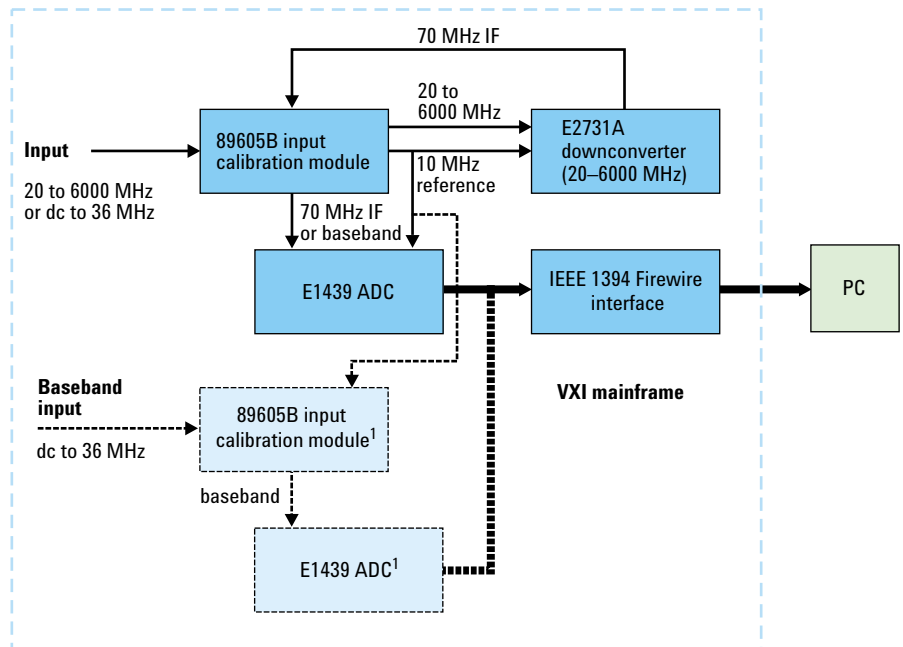 70 MHz IF
20 to
6000 MHz
89605B input
calibration module
E2731A
downconverter
(20–6000 MHz)
Input
10 MHz
reference
20 to 6000 MHz
or dc to 36 MHz
70 MHz IF
or baseband
E1439 ADC
IEEE 1394 Firewire
interface
PC
Baseband
input
VXI mainframe
89605B input
calibration module¹
dc to 36 MHz
baseband
E1439 ADC¹